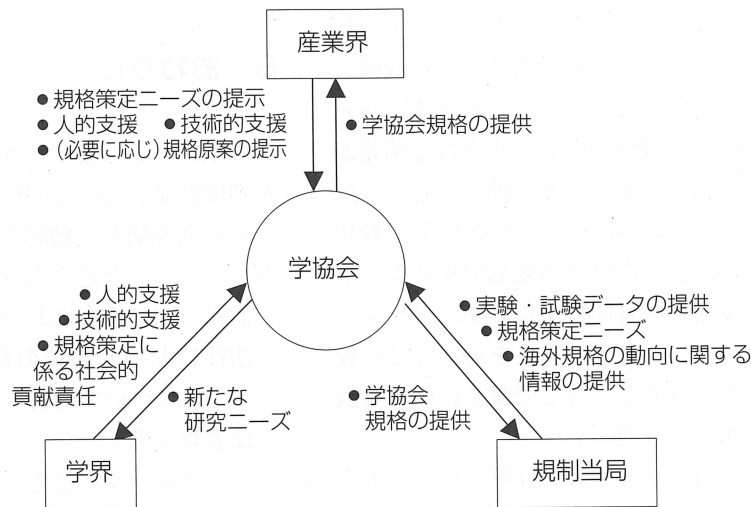 産業界
● 規格策定ニーズの提示
● 人的支援 ● 技術的支援
● (必要に応じ)規格原案の提示
● 学協会規格の提供
学協会
● 人的支援
● 技術的支援
● 規格策定に
係る社会的
貢献責任
● 新たな
研究ニーズ
● 実験・試験データの提供
● 規格策定ニーズ
● 海外規格の動向に関する
情報の提供
● 学協会
規格の提供
学界
規制当局